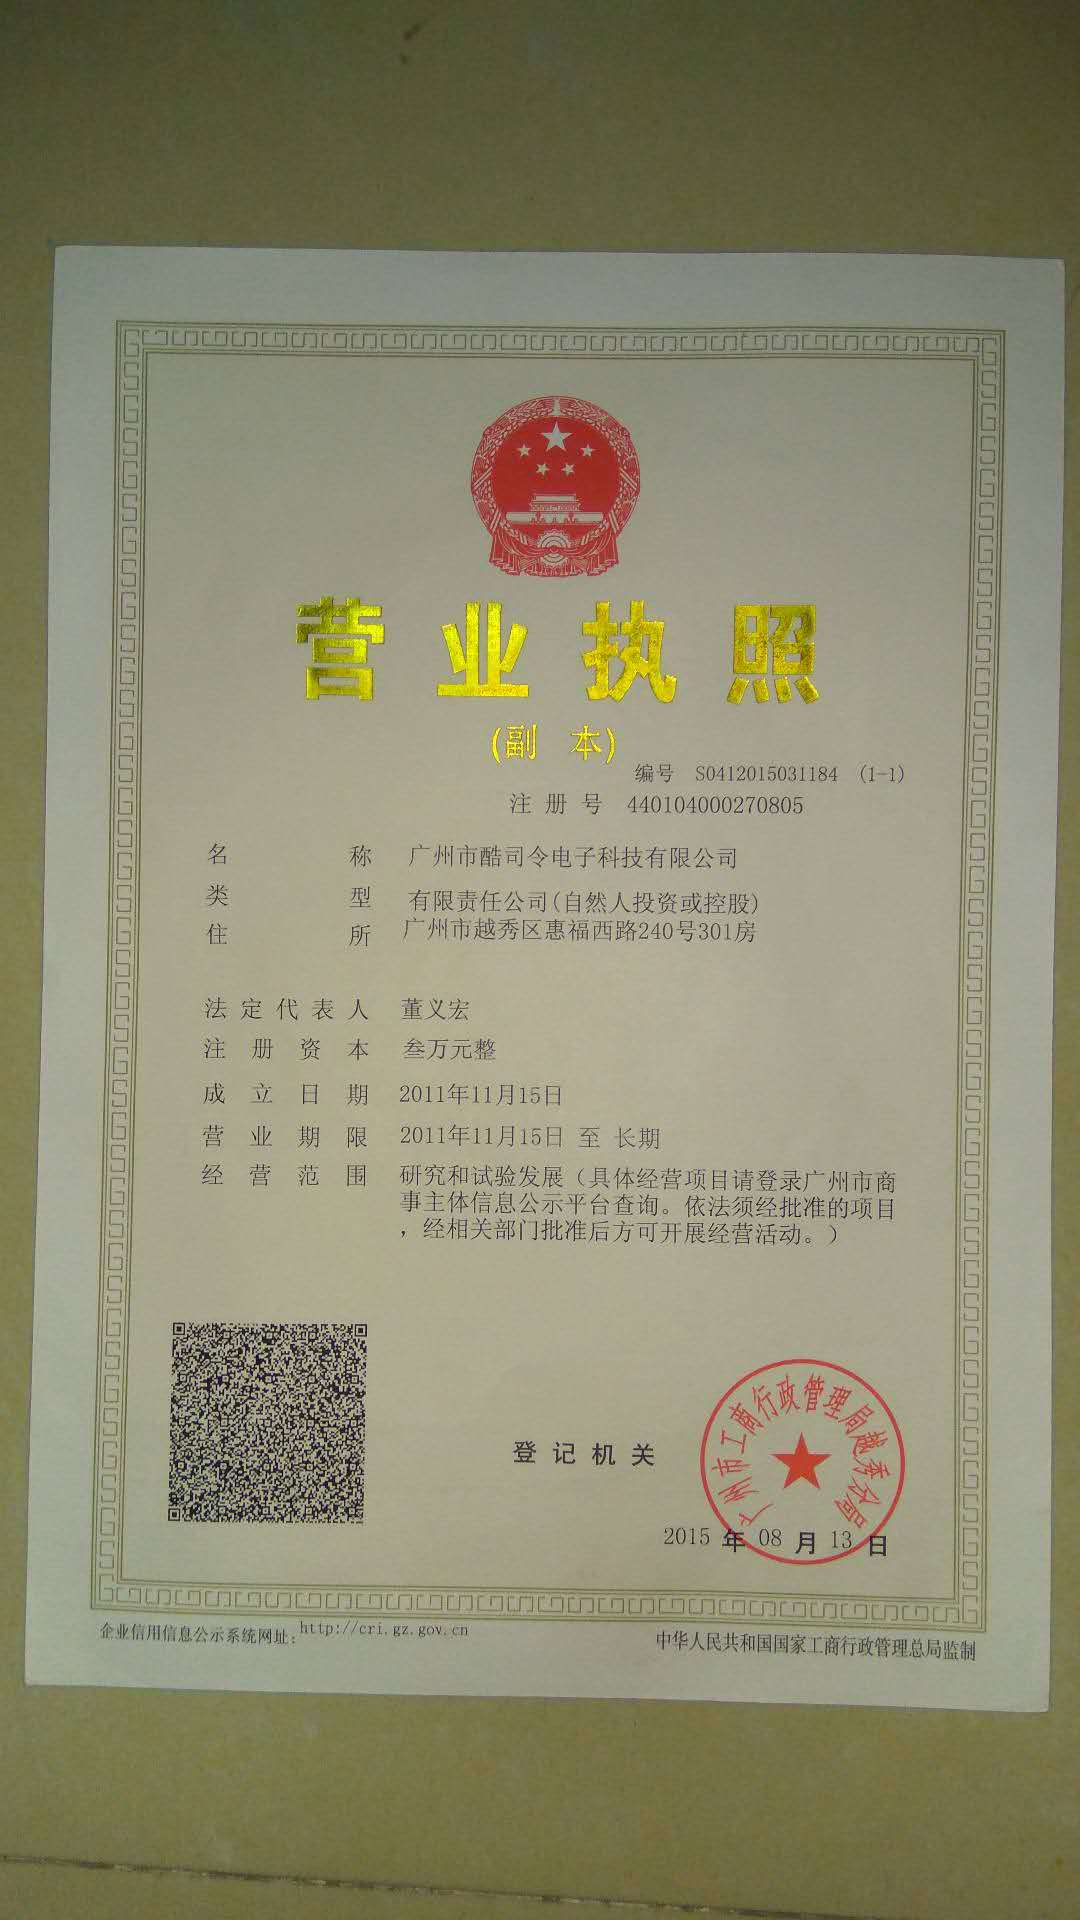 营业执照
(副 本)
编号 S0412015031184 (1-1)
注册号 440104000270805
名称 广州市酷司令电子科技有限公司
类型 有限责任公司(自然人投资或控股)
住所 广州市越秀区惠福西路240号301房
法定代表人 董义宏
注册资本 叁万元整
成立日期 2011年11月15日
营业期限 2011年11月15日 至 长期
经营范围 研究和试验发展（具体经营项目请登录广州市商
事主体信息公示平台查询。依法须经批准的项目
，经相关部门批准后方可开展经营活动。）
广州市工商行政管理局越秀分局
登记机关
2015 年 08 月 13 日
企业信用信息公示系统网址: http://cri.gz.gov.cn
中华人民共和国国家工商行政管理总局监制